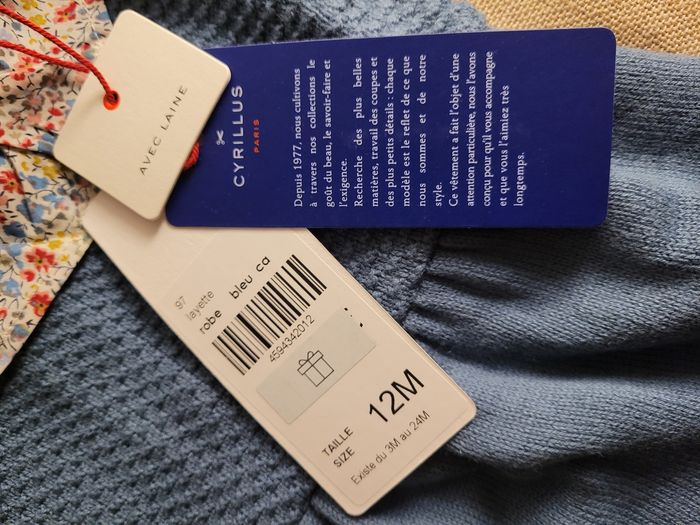 AVEC LAINE
CYRILLUS
PARIS
Depuis 1977, nous cultivons
à travers nos collections le
goût du beau, le savoir-faire et
l'exigence.
Recherche des plus belles
matières, travail des coupes et
des plus petits détails : chaque
modèle est le reflet de ce que
nous sommes et de notre
style.
Ce vêtement a fait l'objet d'une
attention particulière, nous l'avons
conçu pour qu'il vous accompagne
et que vous l'aimiez très
longtemps.
97
layette
robe bleu ca
4594342012
TAILLE
SIZE
12M
Existe du 3M au 24M